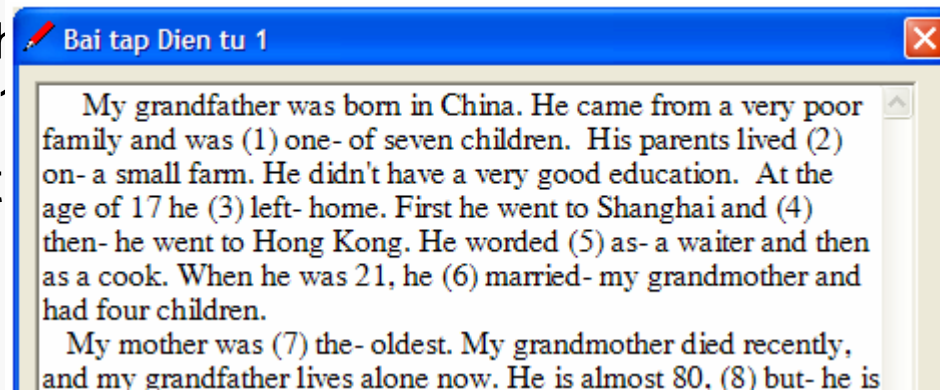 Bai tap Dien tu 1
My grandfather was born in China. He came from a very poor
family and was (1) one- of seven children. His parents lived (2)
on- a small farm. He didn't have a very good education. At the
age of 17 he (3) left- home. First he went to Shanghai and (4)
then- he went to Hong Kong. He worded (5) as- a waiter and then
as a cook. When he was 21, he (6) married- my grandmother and
had four children.
My mother was (7) the- oldest. My grandmother died recently,
and my grandfather lives alone now. He is almost 80, (8) but- he is